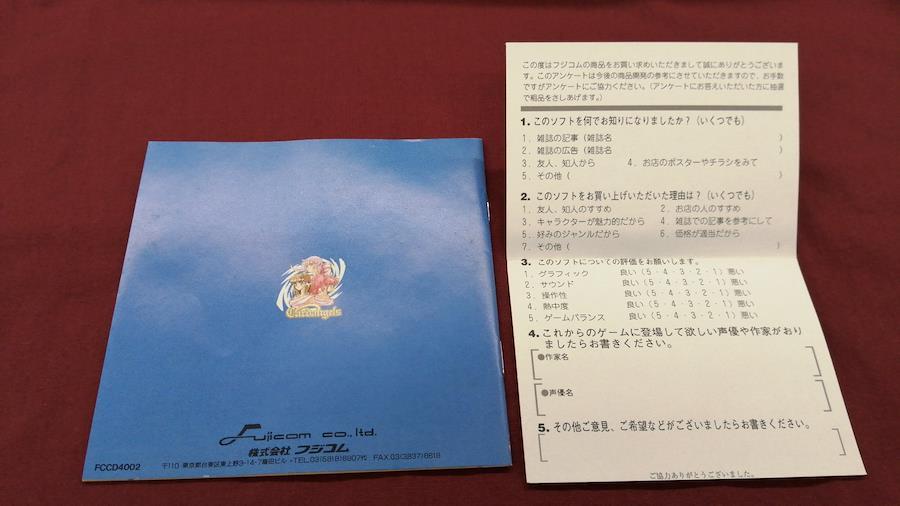 Cardangels
Fujicom co., ltd.
株式会社 フジコム
FCCD4002
〒110 東京都台東区東上野3-14-7藤田ビル・TEL.03(5818)8807代 FAX.03(3837)6618
この度はフジコムの商品をお買い求めいただきまして誠にありがとうございま
す。このアンケートは今後の商品開発の参考にさせていただきますので、お手数
ですがアンケートにご協力ください。(アンケートにお答えいただいた方に抽選
で粗品をさしあげます。)
1. このソフトを何でお知りになりましたか？(いくつでも)
1．雑誌の記事(雑誌名 )
2．雑誌の広告(雑誌名 )
3．友人、知人から 4．お店のポスターやチラシをみて
5．その他( )
2. このソフトをお買い上げいただいた理由は？(いくつでも)
1．友人、知人のすすめ 2．お店の人のすすめ
3．キャラクターが魅力的だから 4．雑誌での記事を参考にして
5．好みのジャンルだから 6．価格が適当だから
7．その他( )
3. このソフトについての評価をお願いします。
1．グラフィック 良い(5・4・3・2・1)悪い
2．サウンド 良い(5・4・3・2・1)悪い
3．操作性 良い(5・4・3・2・1)悪い
4．熱中度 良い(5・4・3・2・1)悪い
5．ゲームバランス 良い(5・4・3・2・1)悪い
4. これからのゲームに登場して欲しい声優や作家がおり
ましたらお書きください。
●作家名
●声優名
5. その他ご意見、ご希望などがございましたらお書きください。
ご協力ありがとうございました。